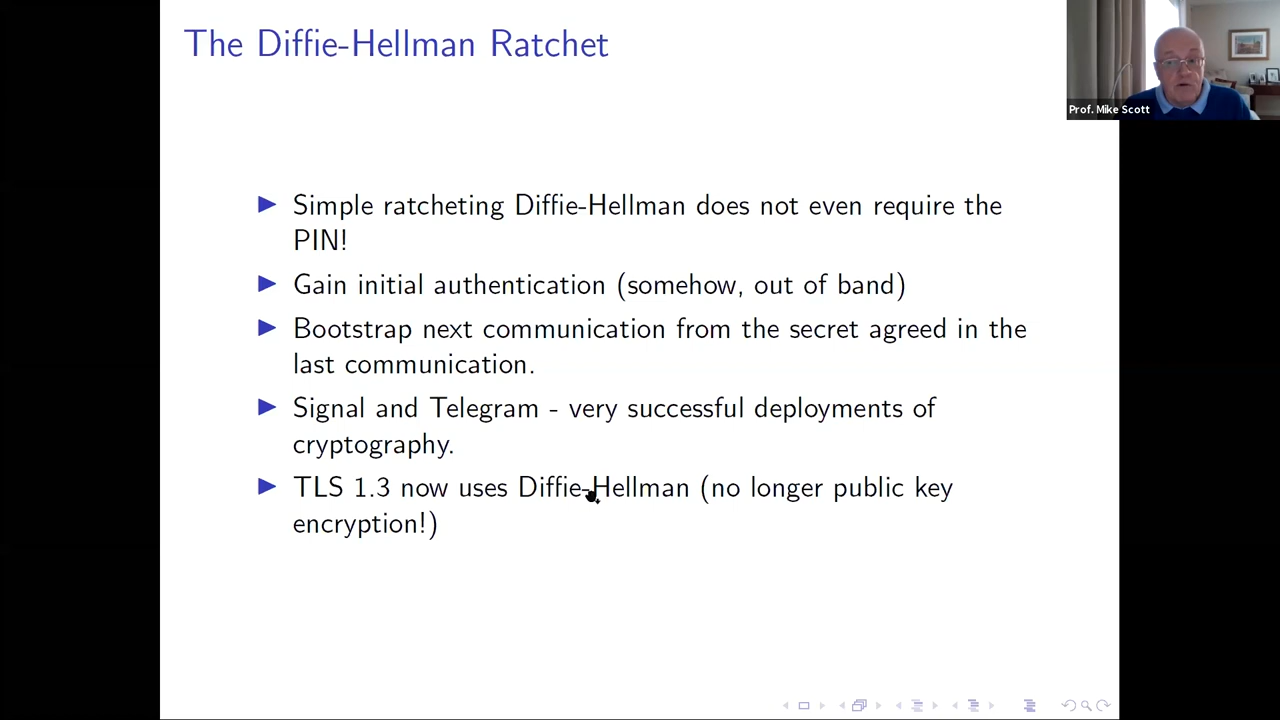 The Diffie-Hellman Ratchet
Prof. Mike Scott
▶ Simple ratcheting Diffie-Hellman does not even require the
PIN!
▶ Gain initial authentication (somehow, out of band)
▶ Bootstrap next communication from the secret agreed in the
last communication.
▶ Signal and Telegram - very successful deployments of
cryptography.
▶ TLS 1.3 now uses Diffie-Hellman (no longer public key
encryption!)